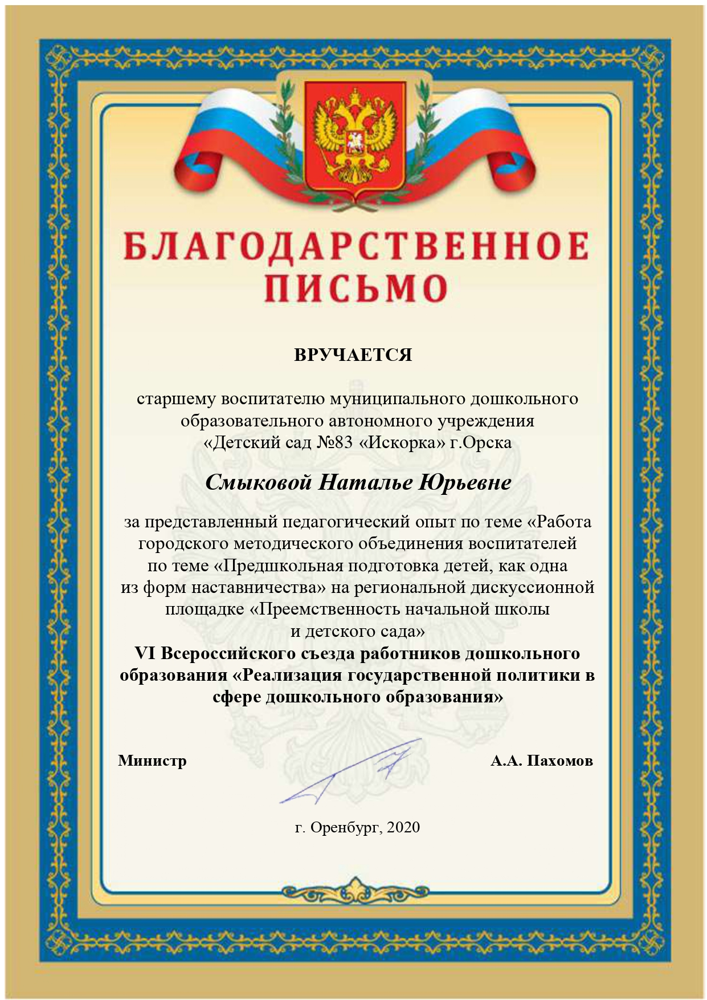 БЛАГОДАРСТВЕННОЕ
ПИСЬМО
ВРУЧАЕТСЯ
старшему воспитателю муниципального дошкольного
образовательного автономного учреждения
«Детский сад №83 «Искорка» г.Орска
Смыковой Наталье Юрьевне
за представленный педагогический опыт по теме «Работа
городского методического объединения воспитателей
по теме «Предшкольная подготовка детей, как одна
из форм наставничества» на региональной дискуссионной
площадке «Преемственность начальной школы
и детского сада»
VI Всероссийского съезда работников дошкольного
образования «Реализация государственной политики в
сфере дошкольного образования»
Министр А.А. Пахомов
г. Оренбург, 2020